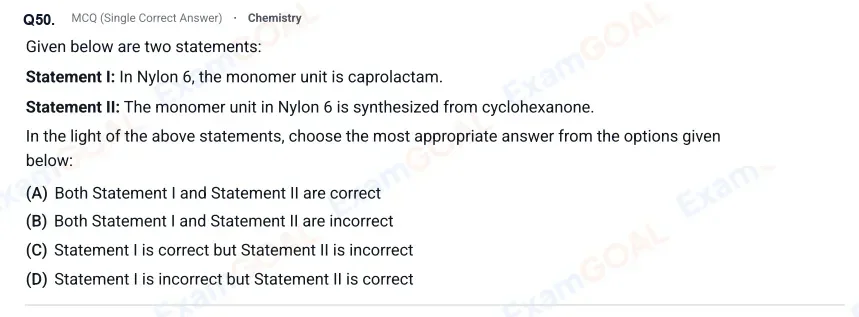 Q50. MCQ (Single Correct Answer) · Chemistry
Given below are two statements:
Statement I: In Nylon 6, the monomer unit is caprolactam.
Statement II: The monomer unit in Nylon 6 is synthesized from cyclohexanone.
In the light of the above statements, choose the most appropriate answer from the options given
below:
(A) Both Statement I and Statement II are correct
(B) Both Statement I and Statement II are incorrect
(C) Statement I is correct but Statement II is incorrect
(D) Statement I is incorrect but Statement II is correct
ExamGOAL